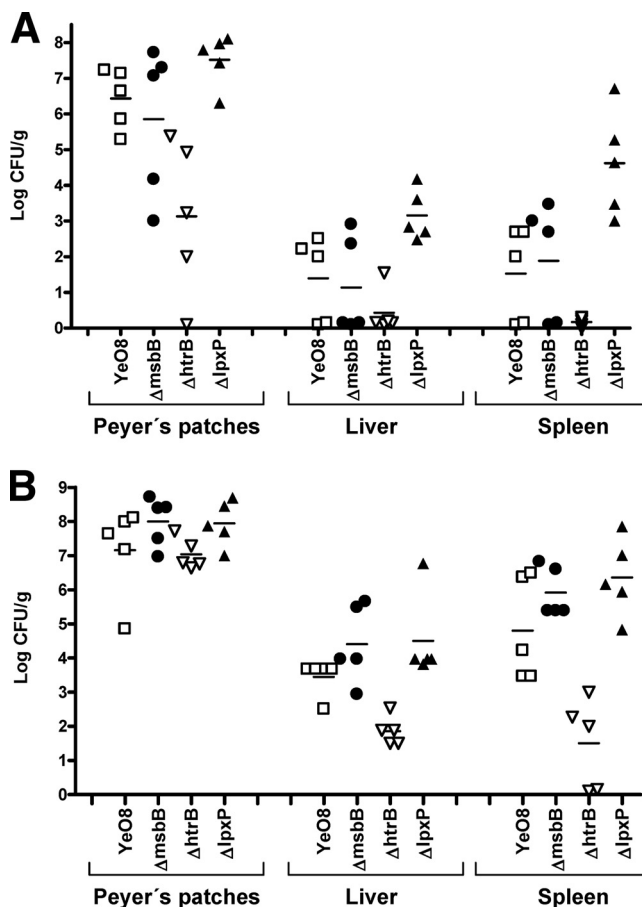 A
Log CFU/g
8
7
6
5
4
3
2
1
0
YeO8
ΔmsbB
ΔhtrB
ΔlpxP
YeO8
ΔmsbB
ΔhtrB
ΔlpxP
YeO8
ΔmsbB
ΔhtrB
ΔlpxP
Peyer´s patches Liver Spleen
B
Log CFU/g
9
8
7
6
5
4
3
2
1
0
YeO8
ΔmsbB
ΔhtrB
ΔlpxP
YeO8
ΔmsbB
ΔhtrB
ΔlpxP
YeO8
ΔmsbB
ΔhtrB
ΔlpxP
Peyer´s patches Liver Spleen